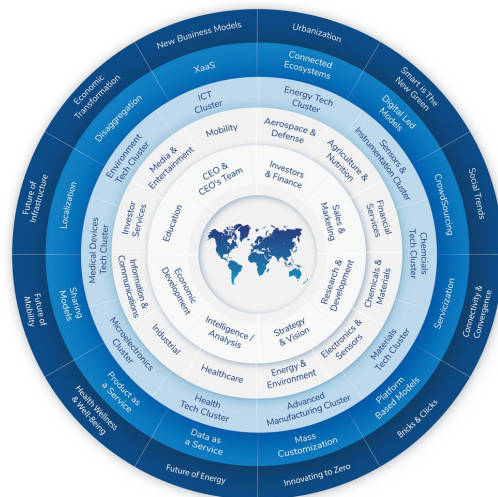 New Business Models
Urbanization
Smart is The
New Green
Social Trends
Connectivity &
Convergence
Bricks & Clicks
Innovating to Zero
Future of Energy
Health Wellness
& Well-Being
Future of
Mobility
Future of
Infrastructure
Economic
Transformation
XaaS
Connected
Ecosystems
Digital Led
Models
CrowdSourcing
Servicization
Platform
Based Models
Mass
Customization
Data as
a Service
Product as
a Service
Sharing
Models
Localization
Disaggregation
ICT
Cluster
Energy Tech
Cluster
Sensors &
Instrumentation Cluster
Chemcials
Tech Cluster
Materials
Tech Cluster
Advanced
Manufacturing Cluster
Health
Tech Cluster
Microelectronics
Cluster
Medical Devices
Tech Cluster
Environment
Tech Cluster
Mobility
Aerospace &
Defense
Agriculture &
Nutrition
Financial
Services
Chemicals &
Materials
Electronics &
Sensors
Energy &
Environment
Healthcare
Industrial
Information &
Communications
Investor
Services
Media &
Entertainment
CEO &
CEO's Team
Investors
& Finance
Sales &
Marketing
Research &
Development
Strategy
& Vision
Intelligence /
Analysis
Economic
Development
Education